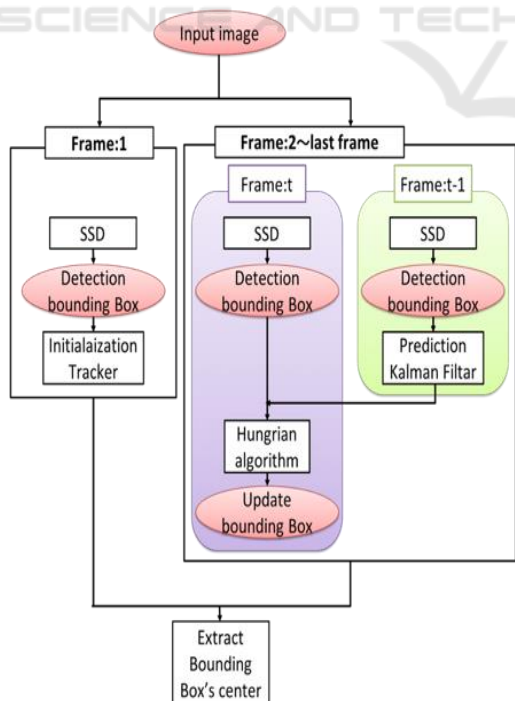 SCIENCE AND TECH
Input image
Frame:1
Frame:2～last frame
SSD
Detection
bounding Box
Initialaization
Tracker
Frame:t
SSD
Detection
bounding Box
Frame:t-1
SSD
Detection
bounding Box
Prediction
Kalman Filtar
Hungrian
algorithm
Update
bounding Box
Extract
Bounding
Box's center